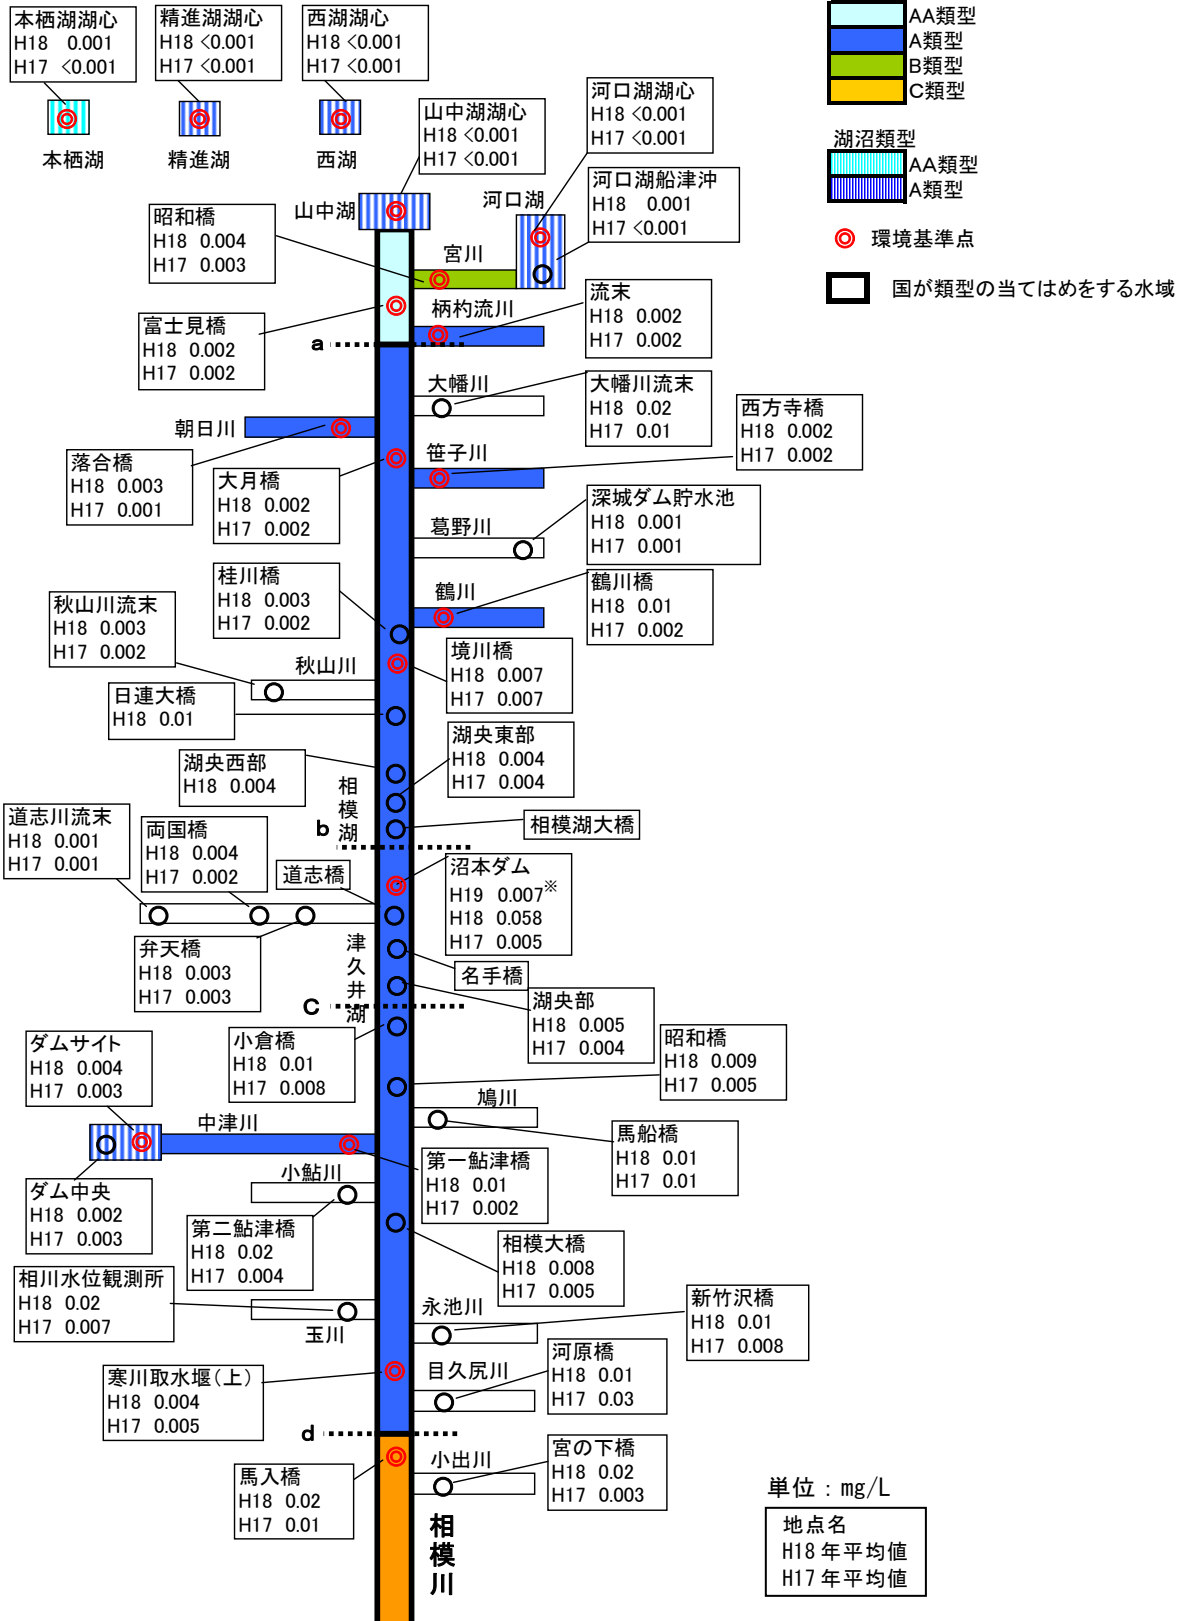 本栖湖湖心
H18 0.001
H17 <0.001
精進湖湖心
H18 <0.001
H17 <0.001
西湖湖心
H18 <0.001
H17 <0.001
AA類型
A類型
B類型
C類型
本栖湖
精進湖
西湖
山中湖湖心
H18 <0.001
H17 <0.001
河口湖湖心
H18 <0.001
H17 <0.001
湖沼類型
AA類型
A類型
河口湖船津沖
H18 0.001
H17 <0.001
環境基準点
国が類型の当てはめをする水域
山中湖
河口湖
昭和橋
H18 0.004
H17 0.003
宮川
富士見橋
H18 0.002
H17 0.002
柄杓流川
流末
H18 0.002
H17 0.002
a
大幡川
大幡川流末
H18 0.02
H17 0.01
西方寺橋
H18 0.002
H17 0.002
朝日川
落合橋
H18 0.003
H17 0.001
大月橋
H18 0.002
H17 0.002
笹子川
葛野川
深城ダム貯水池
H18 0.001
H17 0.001
桂川橋
H18 0.003
H17 0.002
鶴川
鶴川橋
H18 0.01
H17 0.002
秋山川流末
H18 0.003
H17 0.002
秋山川
境川橋
H18 0.007
H17 0.007
日連大橋
H18 0.01
湖央西部
H18 0.004
湖央東部
H18 0.004
H17 0.004
相模湖
b
相模湖大橋
道志川流末
H18 0.001
H17 0.001
両国橋
H18 0.004
H17 0.002
道志橋
沼本ダム
H19 0.007※
H18 0.058
H17 0.005
弁天橋
H18 0.003
H17 0.003
津久井湖
名手橋
c
湖央部
H18 0.005
H17 0.004
小倉橋
H18 0.01
H17 0.008
昭和橋
H18 0.009
H17 0.005
ダムサイト
H18 0.004
H17 0.003
中津川
鳩川
馬船橋
H18 0.01
H17 0.01
ダム中央
H18 0.002
H17 0.003
小鮎川
第一鮎津橋
H18 0.01
H17 0.002
第二鮎津橋
H18 0.02
H17 0.004
相模大橋
H18 0.008
H17 0.005
相川水位観測所
H18 0.02
H17 0.007
玉川
永池川
新竹沢橋
H18 0.01
H17 0.008
寒川取水堰(上)
H18 0.004
H17 0.005
目久尻川
河原橋
H18 0.01
H17 0.03
d
馬入橋
H18 0.02
H17 0.01
小出川
宮の下橋
H18 0.02
H17 0.003
相模川
単位:mg/L
地点名
H18年平均値
H17年平均値